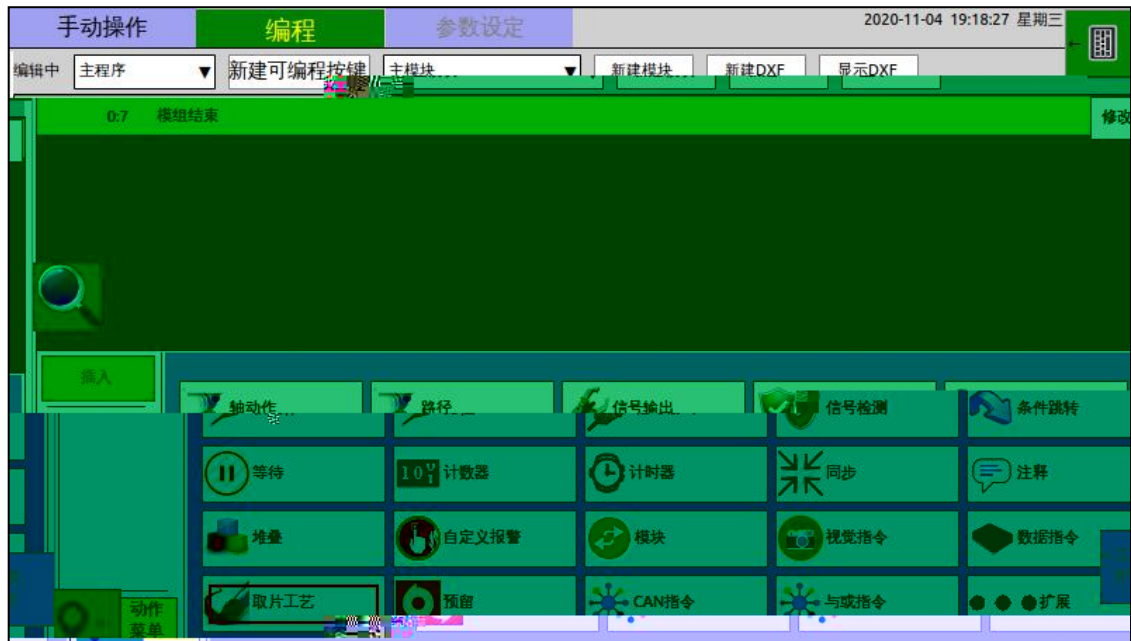 手动操作 编程 参数设定 2020-11-04 19:18:27 星期三
编辑中 主程序 新建可编程按键 主模块 新建模块 新建DXF 显示DXF
0:7 模组结束 修改
插入
轴动作 路径 信号输出 信号检测 条件跳转
等待 计数器 计时器 同步 注释
堆叠 自定义报警 模块 视觉指令 数据指令
取片工艺 预留 CAN指令 与或指令 扩展
动作
菜单